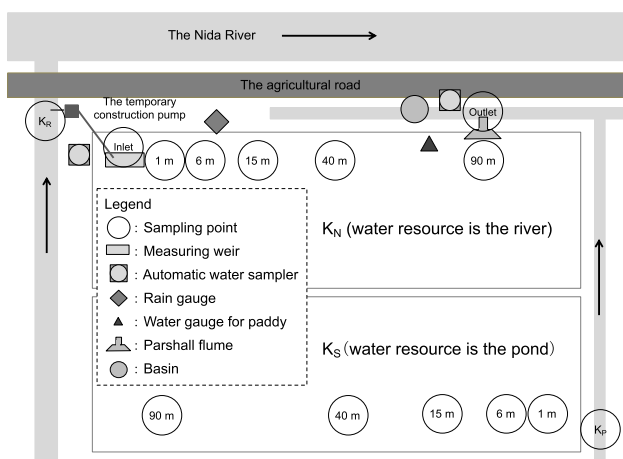 The Nida River
The agricultural road
The temporary
construction pump
K_R
Inlet
Outlet
1 m
6 m
15 m
40 m
90 m
Legend
: Sampling point
: Measuring weir
: Automatic water sampler
: Rain gauge
: Water gauge for paddy
: Parshall flume
: Basin
K_N (water resource is the river)
K_S (water resource is the pond)
90 m
40 m
15 m
6 m
1 m
K_P